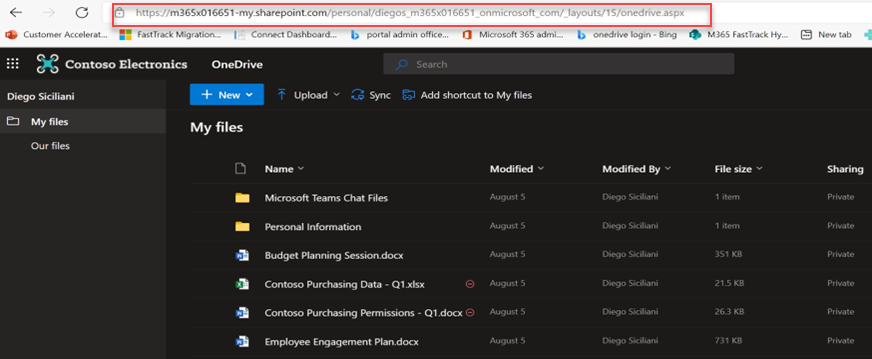 https://m365x016651-my.sharepoint.com/personal/diegos_m365x016651_onmicrosoft_com/_layouts/15/onedrive.aspx
Customer Accelerat... FastTrack Migration... Connect Dashboard... portal admin office... Microsoft 365 admi... onedrive login - Bing M365 FastTrack Hy... New tab
Contoso Electronics OneDrive Search
Diego Siciliani
My files
Our files
+ New Upload Sync Add shortcut to My files
My files
Name Modified Modified By File size Sharing
Microsoft Teams Chat Files August 5 Diego Siciliani 1 item Private
Personal Information August 5 Diego Siciliani 1 item Private
Budget Planning Session.docx August 5 Diego Siciliani 351 KB Private
Contoso Purchasing Data - Q1.xlsx August 5 Diego Siciliani 21.5 KB Private
Contoso Purchasing Permissions - Q1.docx August 5 Diego Siciliani 26.3 KB Private
Employee Engagement Plan.docx August 5 Diego Siciliani 731 KB Private